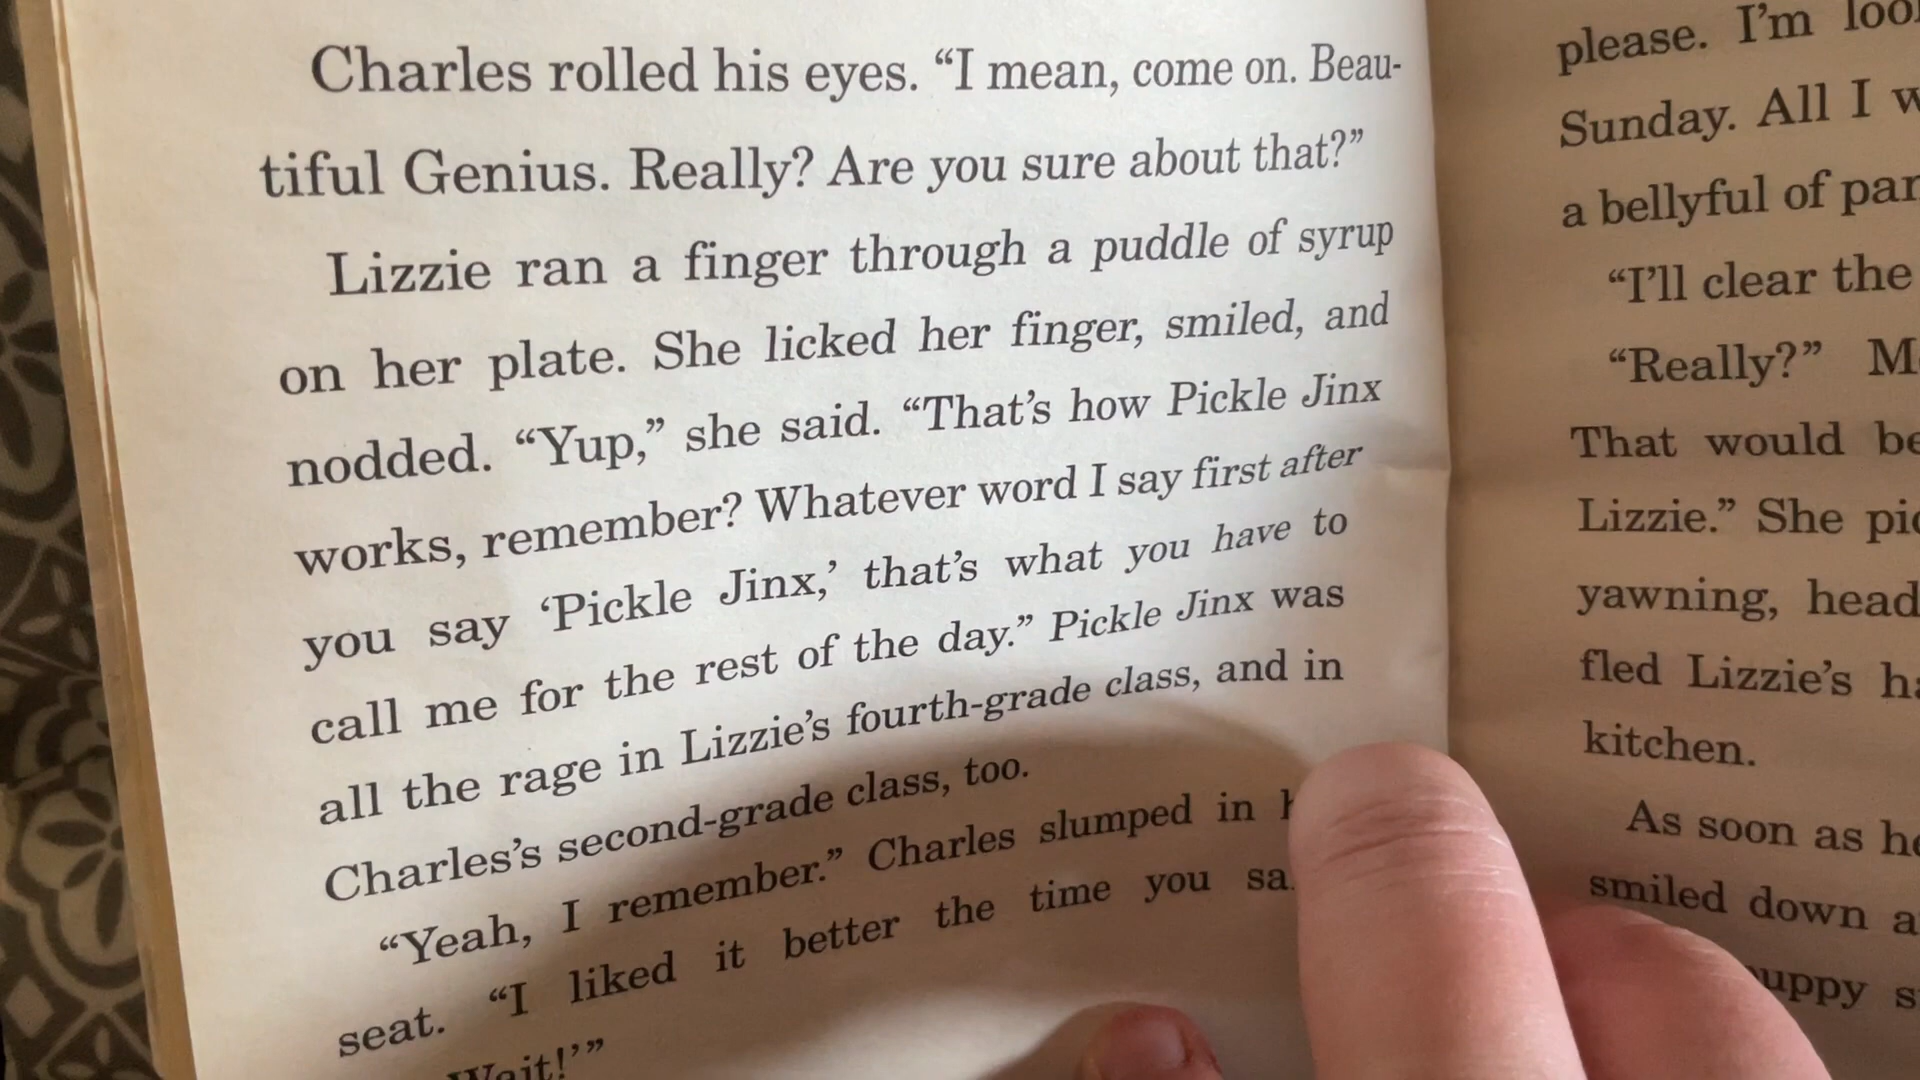 Charles rolled his eyes. “I mean, come on. Beau-
tiful Genius. Really? Are you sure about that?”
Lizzie ran a finger through a puddle of syrup
on her plate. She licked her finger, smiled, and
nodded. “Yup,” she said. “That’s how Pickle Jinx
works, remember? Whatever word I say first after
you say ‘Pickle Jinx,’ that’s what you have to
call me for the rest of the day.” Pickle Jinx was
all the rage in Lizzie’s fourth-grade class, and in
Charles’s second-grade class, too.
“Yeah, I remember.” Charles slumped in
seat. “I liked it better the time you
Wait!’”
please. I’m
Sunday. All I
a bellyful of
“I’ll clear the
“Really?”
That would
Lizzie.” She
yawning,
fled Lizzie’s
kitchen.
As soon as
smiled down